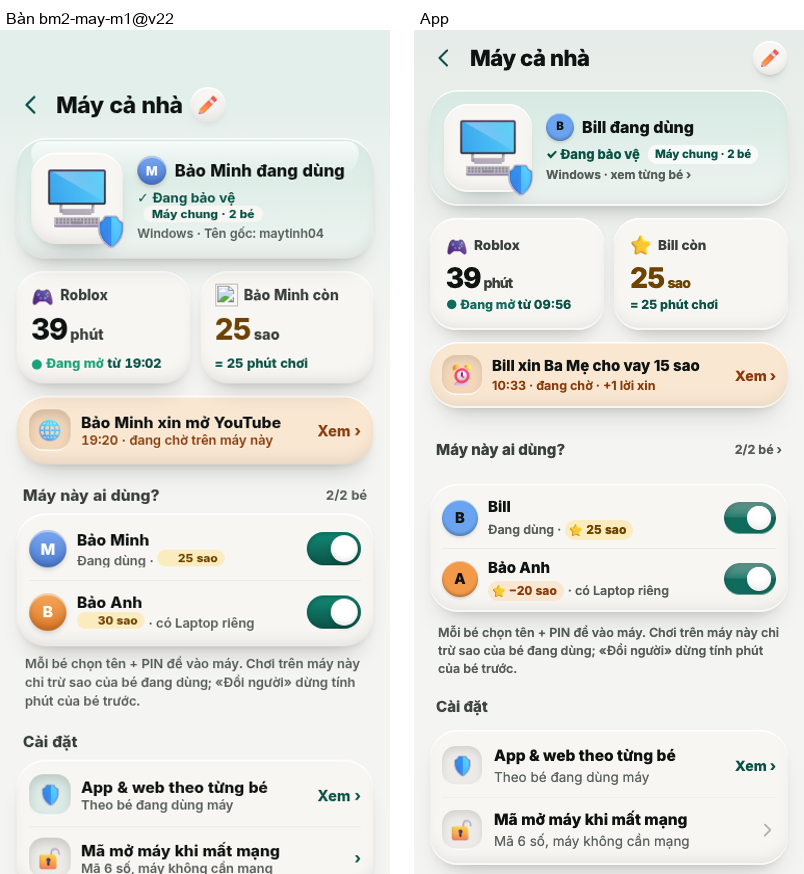 Bản bm2-may-m1@v22
Máy cả nhà
M Bảo Minh đang dùng
✓ Đang bảo vệ
Máy chung · 2 bé
Windows · Tên gốc: maytinh04
Roblox
39 phút
● Đang mở từ 19:02
Bảo Minh còn
25 sao
= 25 phút chơi
Bảo Minh xin mở YouTube
19:20 · đang chờ trên máy này
Xem ›
Máy này ai dùng?
2/2 bé
M
Bảo Minh
Đang dùng · 25 sao
B
Bảo Anh
30 sao · có Laptop riêng
Mỗi bé chọn tên + PIN để vào máy. Chơi trên máy này
chỉ trừ sao của bé đang dùng; «Đổi người» dừng tính
phút của bé trước.
Cài đặt
App & web theo từng bé
Theo bé đang dùng máy
Xem ›
Mã mở máy khi mất mạng
Mã 6 số, máy không cần mạng
›
App
Máy cả nhà
B Bill đang dùng
✓ Đang bảo vệ Máy chung · 2 bé
Windows · xem từng bé ›
Roblox
39 phút
● Đang mở từ 09:56
Bill còn
25 sao
= 25 phút chơi
Bill xin Ba Mẹ cho vay 15 sao
10:33 · đang chờ · +1 lời xin
Xem ›
Máy này ai dùng?
2/2 bé ›
B
Bill
Đang dùng · 25 sao
A
Bảo Anh
−20 sao · có Laptop riêng
Mỗi bé chọn tên + PIN để vào máy. Chơi trên máy này chỉ
trừ sao của bé đang dùng; «Đổi người» dừng tính phút
của bé trước.
Cài đặt
App & web theo từng bé
Theo bé đang dùng máy
Xem ›
Mã mở máy khi mất mạng
Mã 6 số, máy không cần mạng